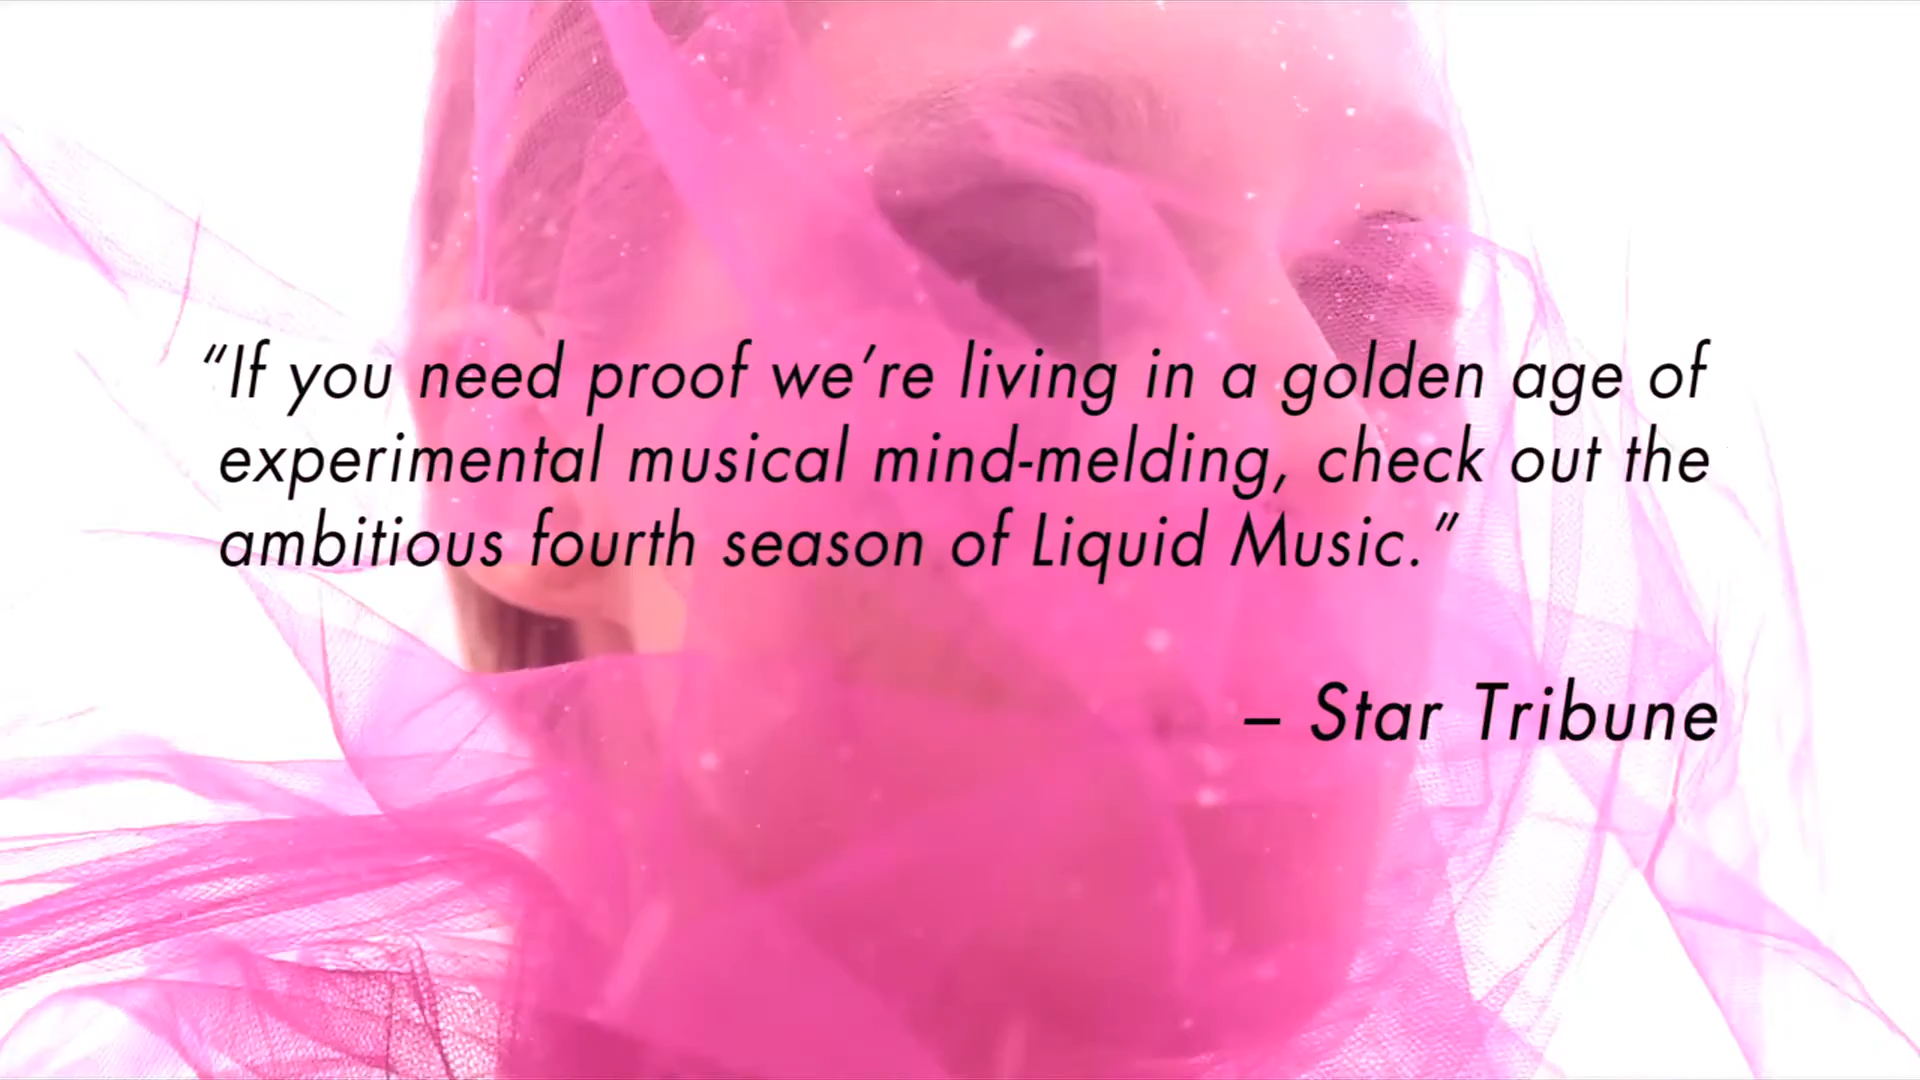 “If you need proof we’re living in a golden age of
experimental musical mind-melding, check out the
ambitious fourth season of Liquid Music.”
– Star Tribune